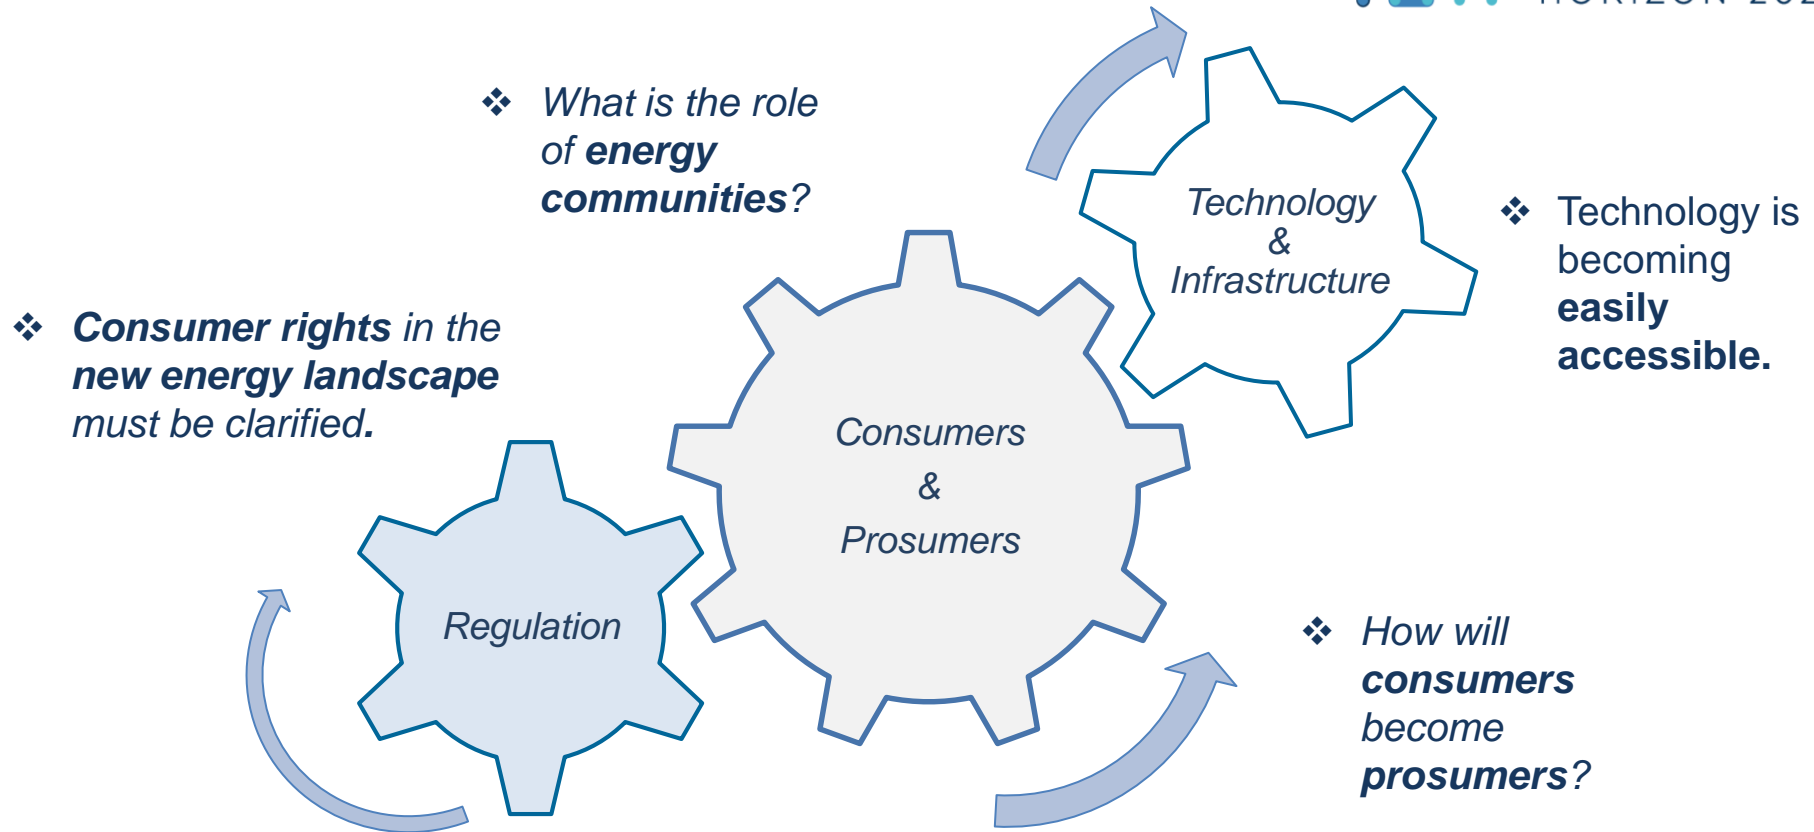 ❖ What is the role
of energy
communities?
Technology
&
Infrastructure
❖ Technology is
becoming
easily
accessible.
❖ Consumer rights in the
new energy landscape
must be clarified.
Consumers
&
Prosumers
Regulation
❖ How will
consumers
become
prosumers?